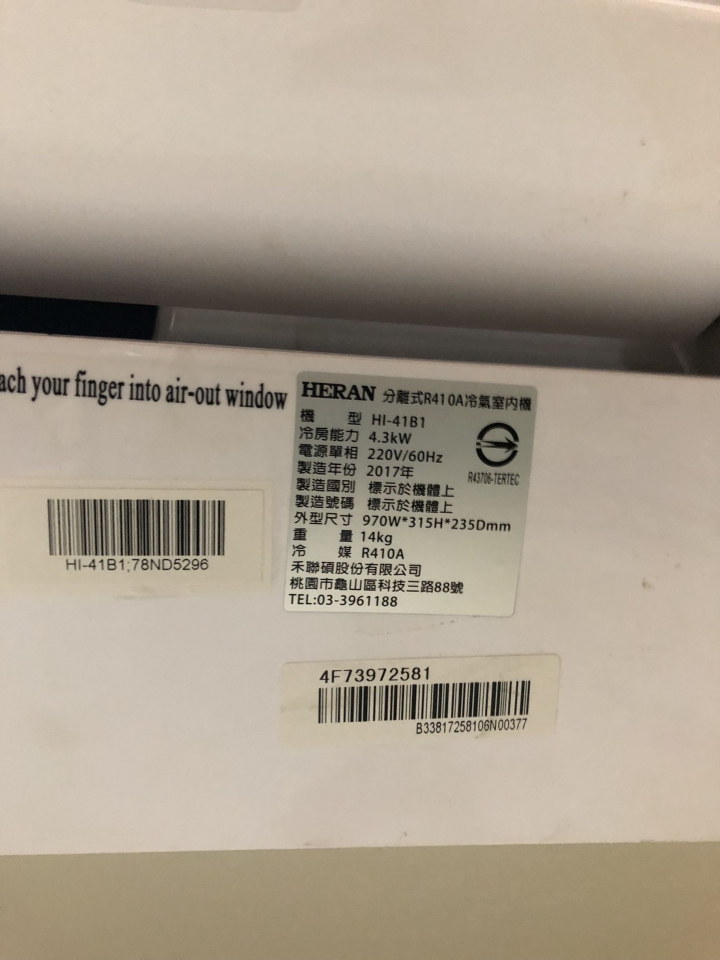 ach your finger into air-out window
HERAN 分離式R410A冷氣室內機
機 型 HI-41B1
冷房能力 4.3kW
電源單相 220V/60Hz
製造年份 2017年
製造國別 標示於機體上
製造號碼 標示於機體上
外型尺寸 970W*315H*235Dmm
重 量 14kg
冷 媒 R410A
禾聯碩股份有限公司
桃園市龜山區科技三路88號
TEL:03-3961188
R43706-TERTEC
HI-41B1;78ND5296
4F73972581
B33817258106N00377